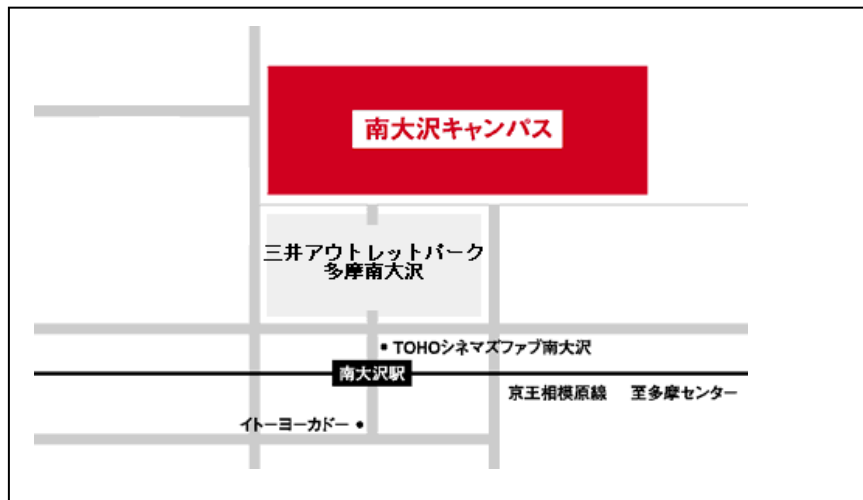 南大沢キャンパス
三井アウトレットパーク
多摩南大沢
TOHOシネマズファブ南大沢
南大沢駅
京王相模原線 至多摩センター
イトーヨーカドー